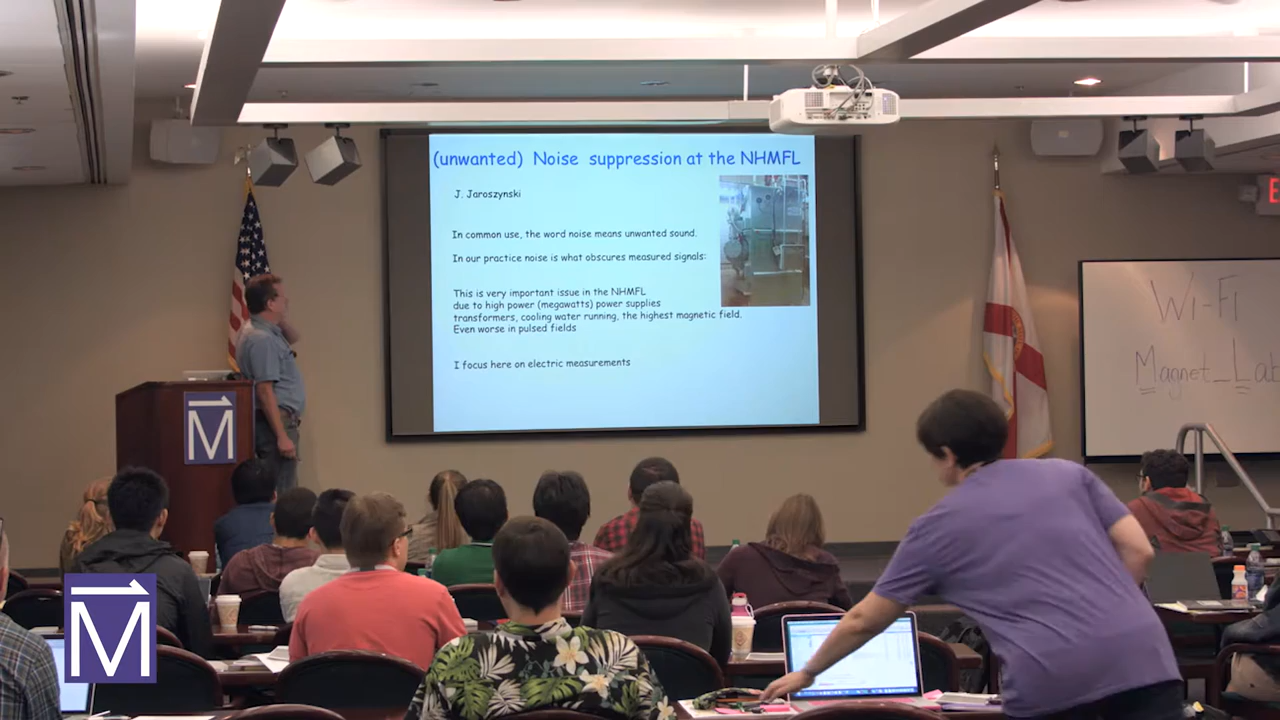 (unwanted) Noise suppression at the NHMFL
J. Jaroszynski
In common use, the word noise means unwanted sound.
In our practice noise is what obscures measured signals:
This is very important issue in the NHMFL
due to high power (megawatts) power supplies
transformers, cooling water running, the highest magnetic field.
Even worse in pulsed fields
I focus here on electric measurements
Wi-Fi
Magnet_Lab
E
M
M